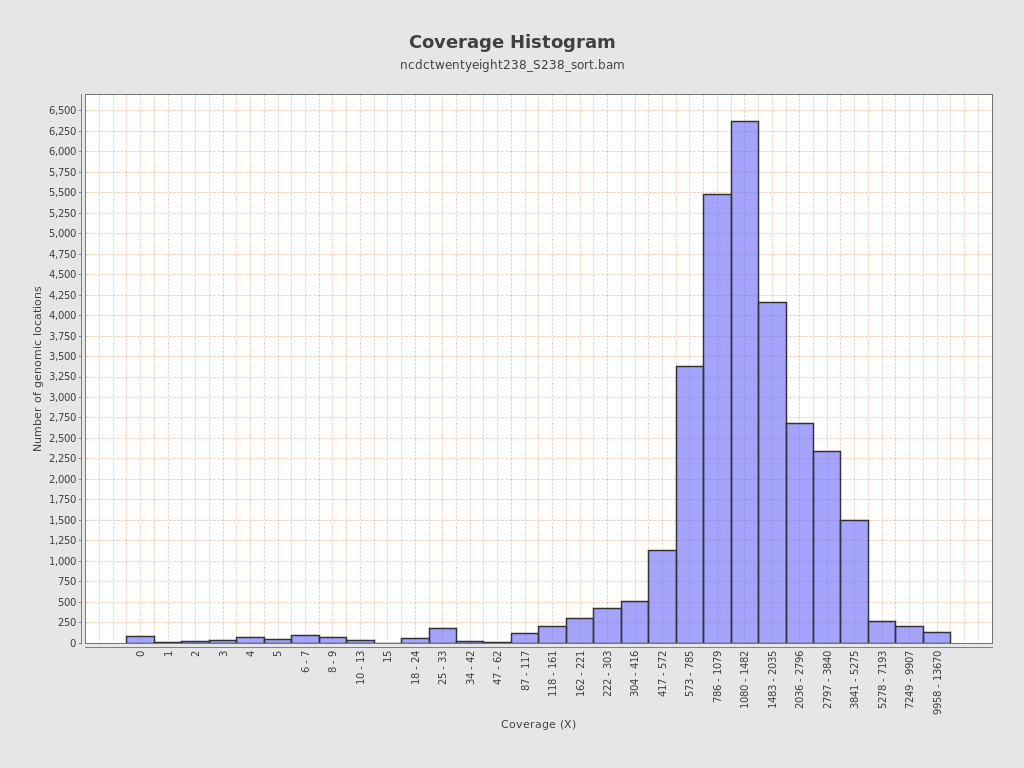 Coverage Histogram
ncdctwentyeight238_S238_sort.bam
Number of genomic locations
6,500
6,250
6,000
5,750
5,500
5,250
5,000
4,750
4,500
4,250
4,000
3,750
3,500
3,250
3,000
2,750
2,500
2,250
2,000
1,750
1,500
1,250
1,000
750
500
250
0
0
1
2
3
4
5
6 - 7
8 - 9
10 - 13
15
18 - 24
25 - 33
34 - 42
47 - 62
87 - 117
118 - 161
162 - 221
222 - 303
304 - 416
417 - 572
573 - 785
786 - 1079
1080 - 1482
1483 - 2035
2036 - 2796
2797 - 3840
3841 - 5275
5278 - 7193
7249 - 9907
9958 - 13670
Coverage (X)